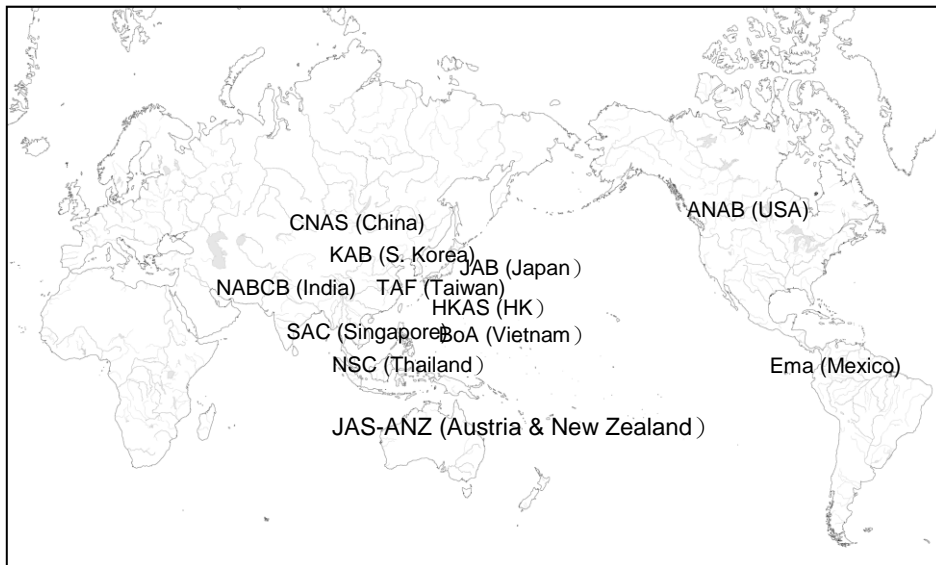 ANAB (USA)
CNAS (China)
KAB (S. Korea)
JAB (Japan）
NABCB (India)
TAF (Taiwan)
HKAS (HK）
SAC (Singapore)
BoA (Vietnam）
NSC (Thailand）
Ema (Mexico)
JAS-ANZ (Austria & New Zealand）